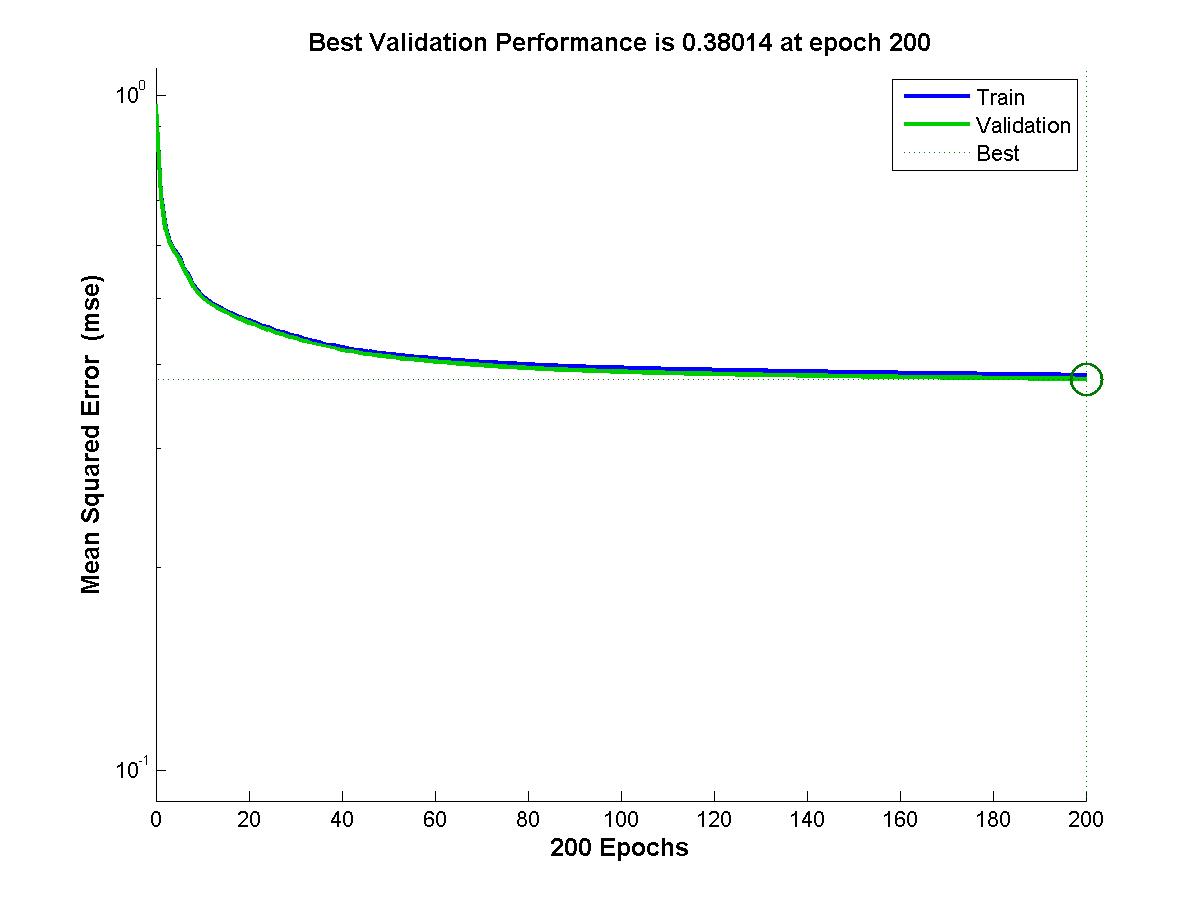 Best Validation Performance is 0.38014 at epoch 200
10^0
Train
Validation
Best
Mean Squared Error (mse)
10^-1
0 20 40 60 80 100 120 140 160 180 200
200 Epochs